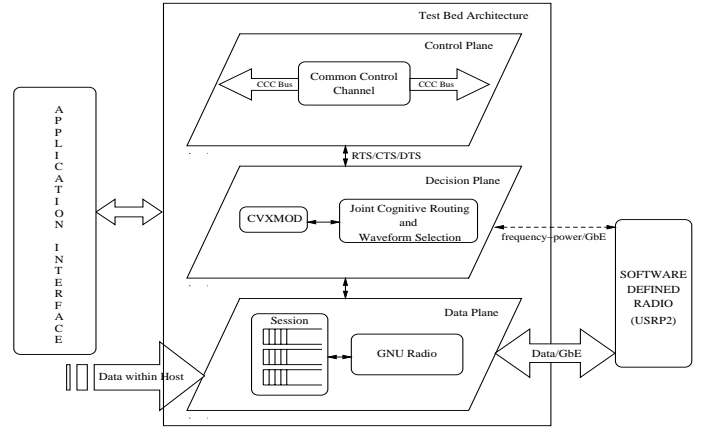 Test Bed Architecture
Control Plane
CCC Bus
Common Control
Channel
CCC Bus
RTS/CTS/DTS
APPLICATION INTERFACE
Decision Plane
CVXMOD
Joint Cognitive Routing
and
Waveform Selection
frequency-power/GbE
SOFTWARE
DEFINED
RADIO
(USRP2)
Data Plane
Session
GNU Radio
Data/GbE
Data within Host